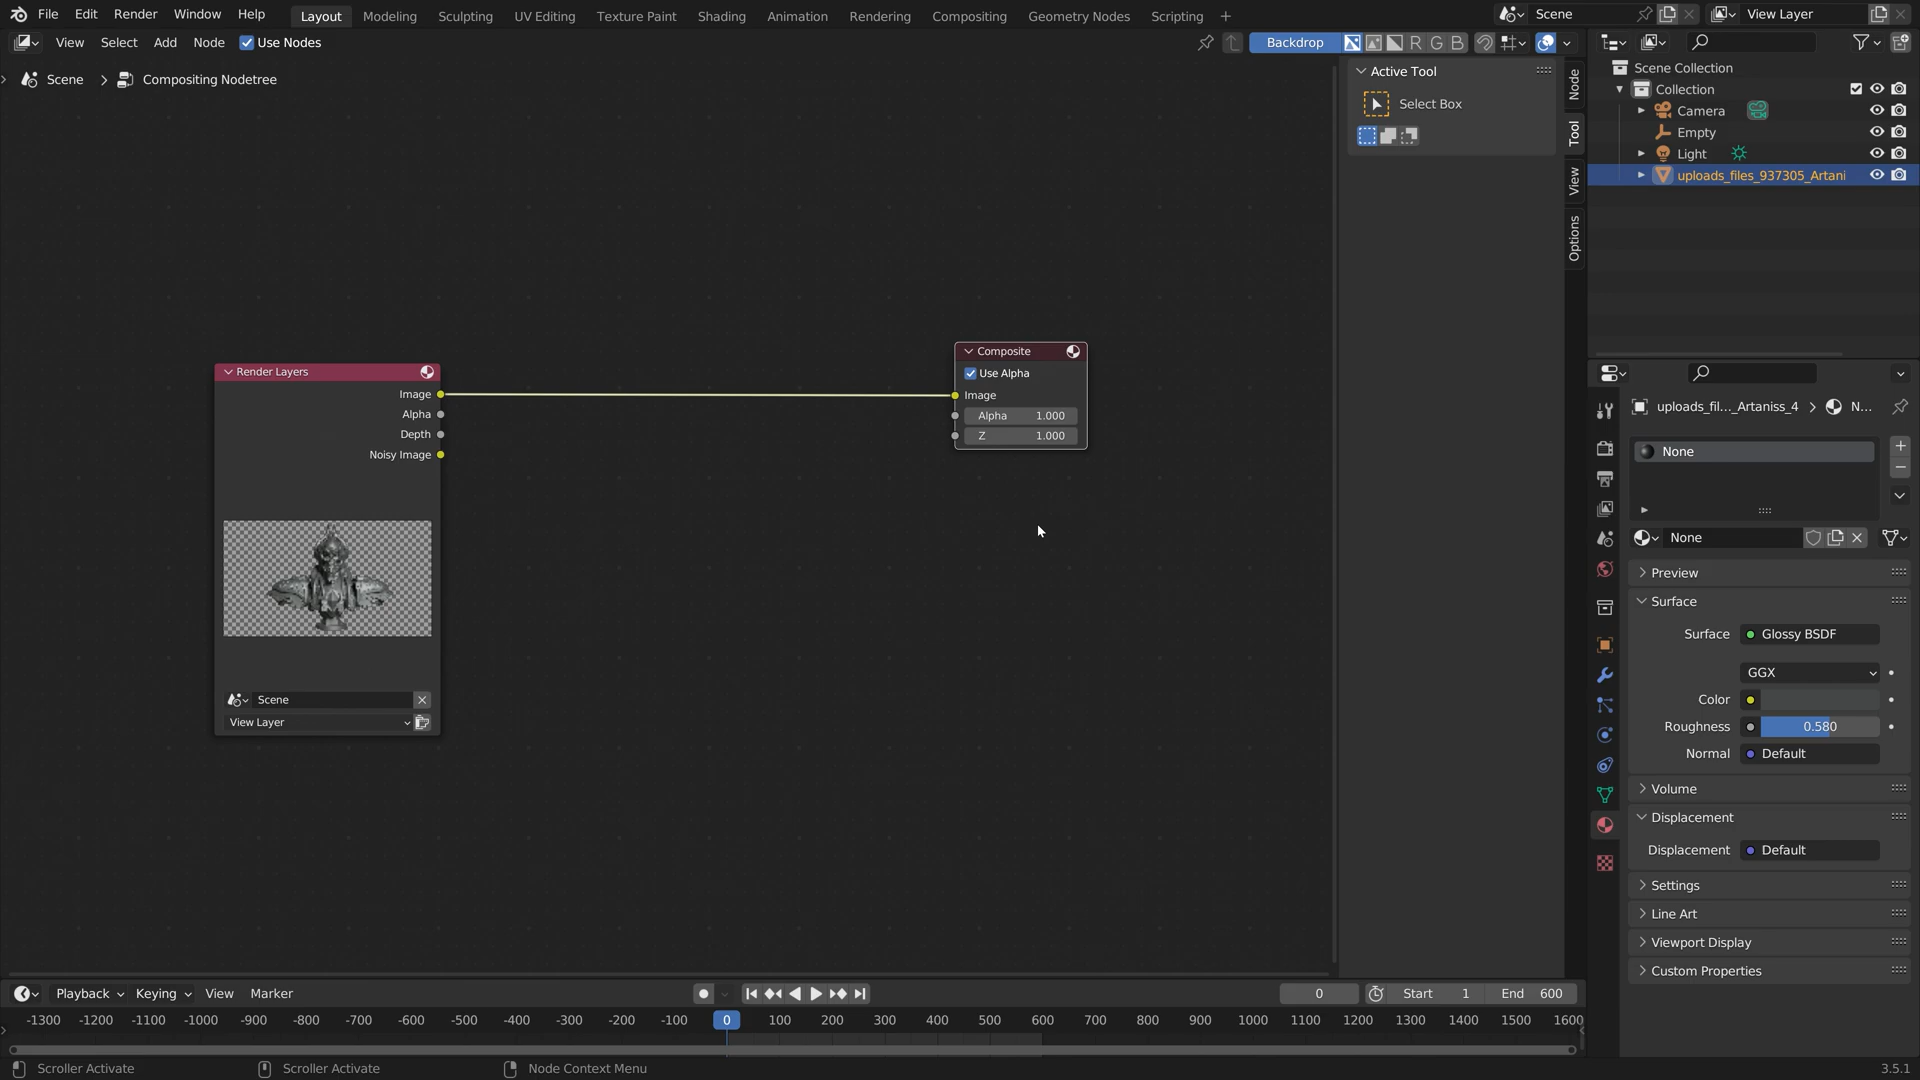 File Edit Render Window Help Layout Modeling Sculpting UV Editing Texture Paint Shading Animation Rendering Compositing Geometry Nodes Scripting + Scene View Layer
View Select Add Node Use Nodes Backdrop R G B
Scene > Compositing Nodetree
Active Tool
Select Box
Node
Tool
View
Options
Scene Collection
Collection
Camera
Empty
Light
uploads_files_937305_Artani
Render Layers
Image
Alpha
Depth
Noisy Image
Scene
View Layer
Composite
Use Alpha
Image
Alpha 1.000
Z 1.000
uploads_fil..._Artaniss_4 > N...
None
None
Preview
Surface
Surface Glossy BSDF
GGX
Color
Roughness 0.580
Normal Default
Volume
Displacement
Displacement Default
Settings
Line Art
Viewport Display
Custom Properties
Playback Keying View Marker 0 Start 1 End 600
-1300 -1200 -1100 -1000 -900 -800 -700 -600 -500 -400 -300 -200 -100 0 100 200 300 400 500 600 700 800 900 1000 1100 1200 1300 1400 1500 1600
Scroller Activate Scroller Activate Node Context Menu 3.5.1